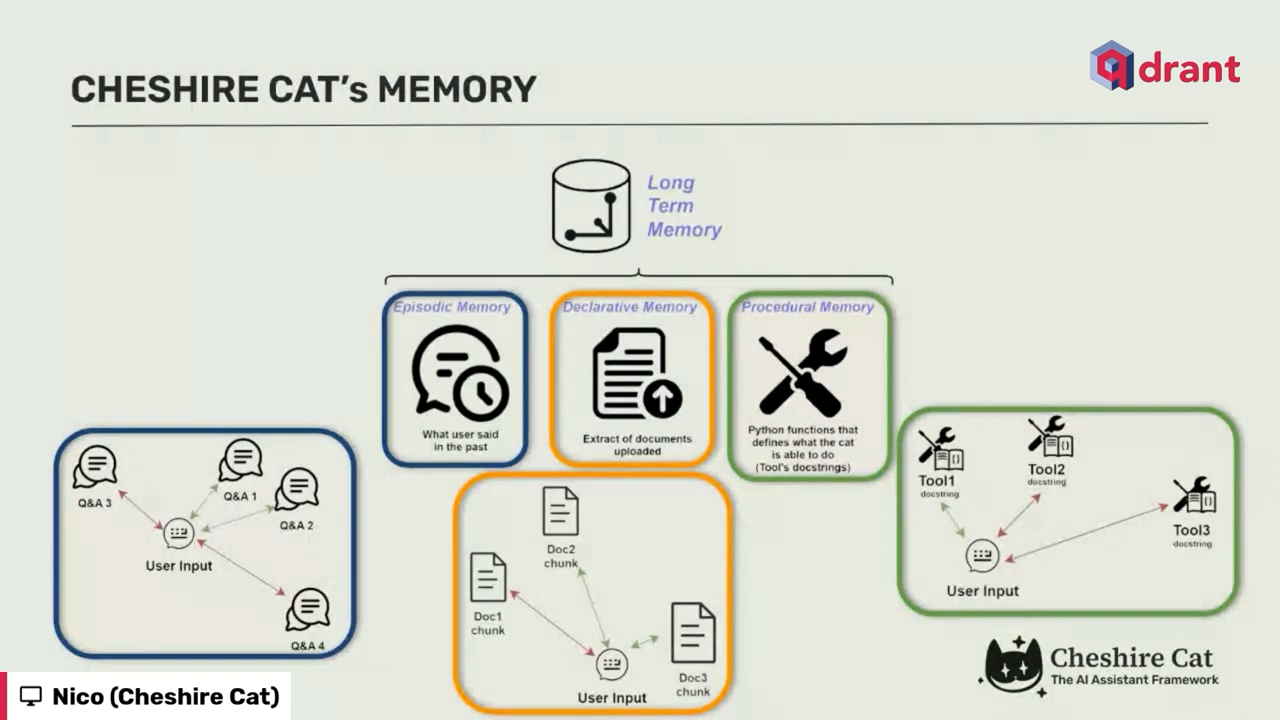 CHESHIRE CAT's MEMORY
qdrant
Long
Term
Memory
Episodic Memory
What user said
in the past
Declarative Memory
Extract of documents
uploaded
Procedural Memory
Python functions that
defines what the cat
is able to do
(Tool's docstrings)
Q&A 3
Q&A 1
Q&A 2
User Input
Q&A 4
Doc2
chunk
Doc1
chunk
Doc3
chunk
User Input
Tool1
docstring
Tool2
docstring
Tool3
docstring
User Input
Cheshire Cat
The AI Assistant Framework
Nico (Cheshire Cat)